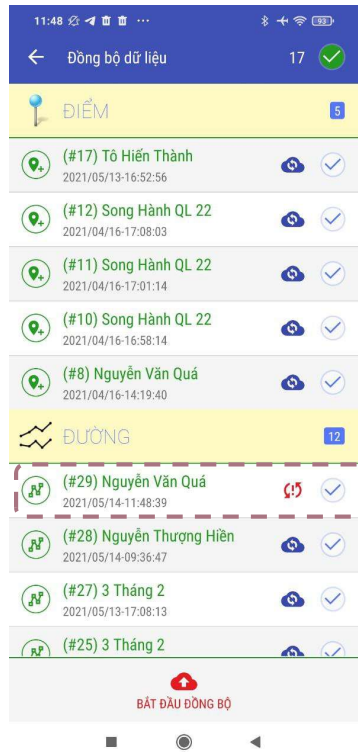 11:48 ... 93
Đồng bộ dữ liệu 17
ĐIỂM 5
(#17) Tô Hiến Thành
2021/05/13-16:52:56
(#12) Song Hành QL 22
2021/04/16-17:08:03
(#11) Song Hành QL 22
2021/04/16-17:01:14
(#10) Song Hành QL 22
2021/04/16-16:58:14
(#8) Nguyễn Văn Quá
2021/04/16-14:19:40
ĐƯỜNG 12
(#29) Nguyễn Văn Quá
2021/05/14-11:48:39
(#28) Nguyễn Thượng Hiền
2021/05/14-09:36:47
(#27) 3 Tháng 2
2021/05/13-17:08:13
(#25) 3 Tháng 2
BẮT ĐẦU ĐỒNG BỘ